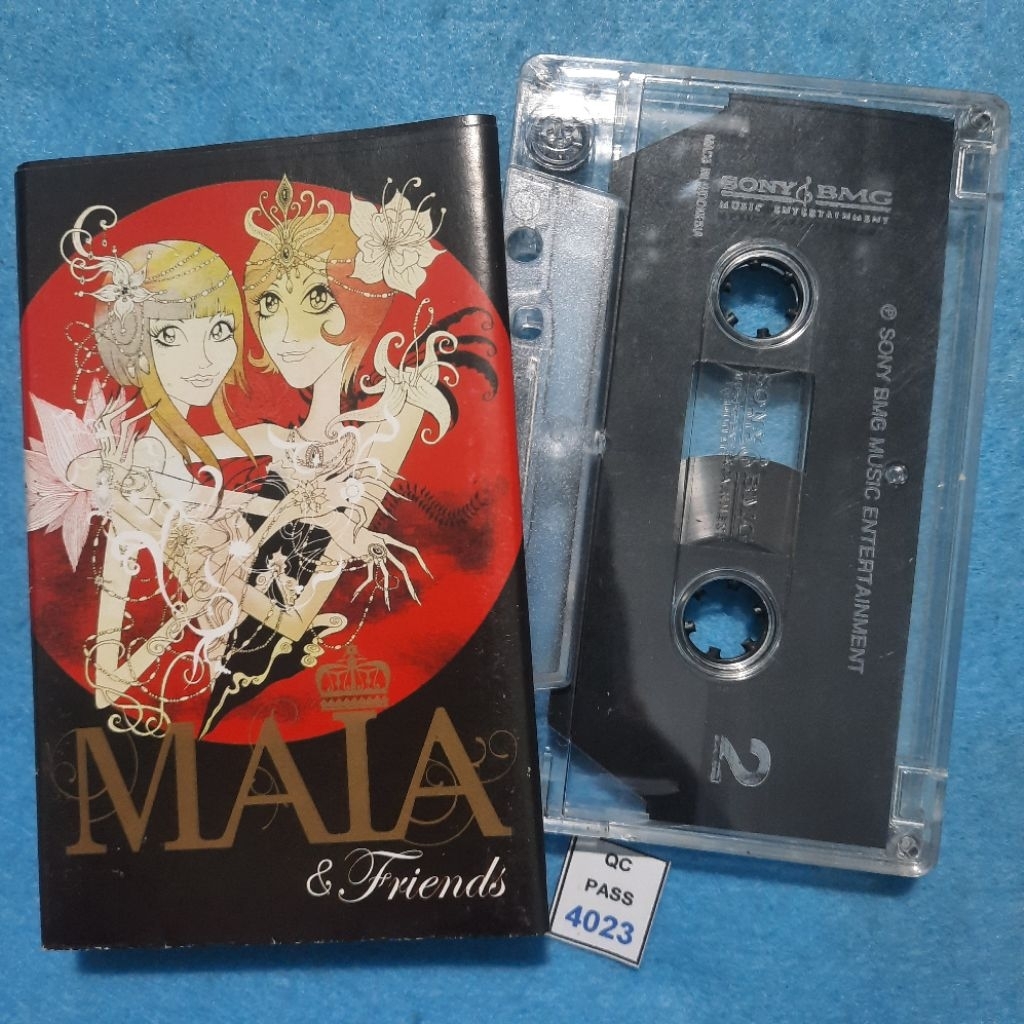 MAIA
& Friends
SONY BMG
MUSIC ENTERTAINMENT
℗ SONY BMG MUSIC ENTERTAINMENT
2
QC
PASS
4023